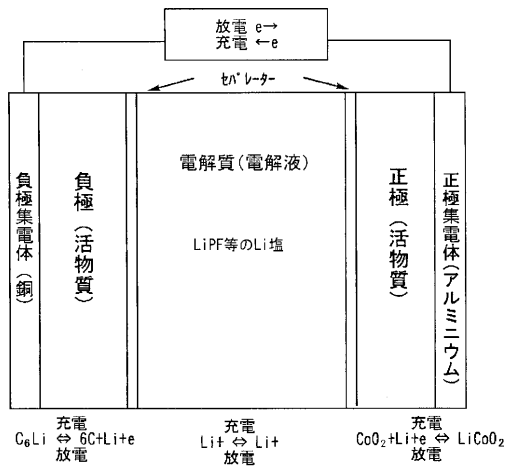 放電 e→
充電 ←e
セパレーター
負極集電体(銅)
負極(活物質)
電解質(電解液)
LiPF等のLi塩
正極(活物質)
正極集電体(アルミニウム)
充電
C₆Li ⇔ 6C+Li+e
放電
充電
Li+ ⇔ Li+
放電
充電
CoO₂+Li+e ⇔ LiCoO₂
放電